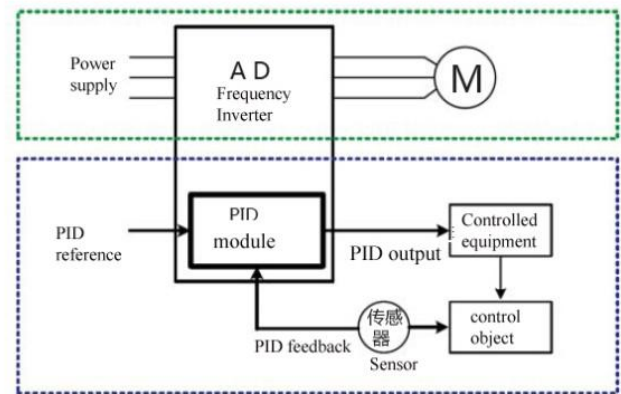 Power
supply
A D
Frequency
Inverter
M
PID
reference
PID
module
PID output
Controlled
equipment
control
object
传感
器
Sensor
PID feedback